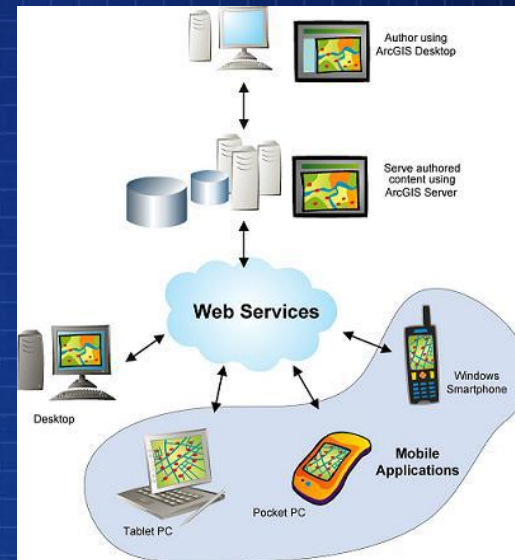 Author using
ArcGIS Desktop
Serve authored
content using
ArcGIS Server
Web Services
Desktop
Windows
Smartphone
Mobile
Applications
Pocket PC
Tablet PC